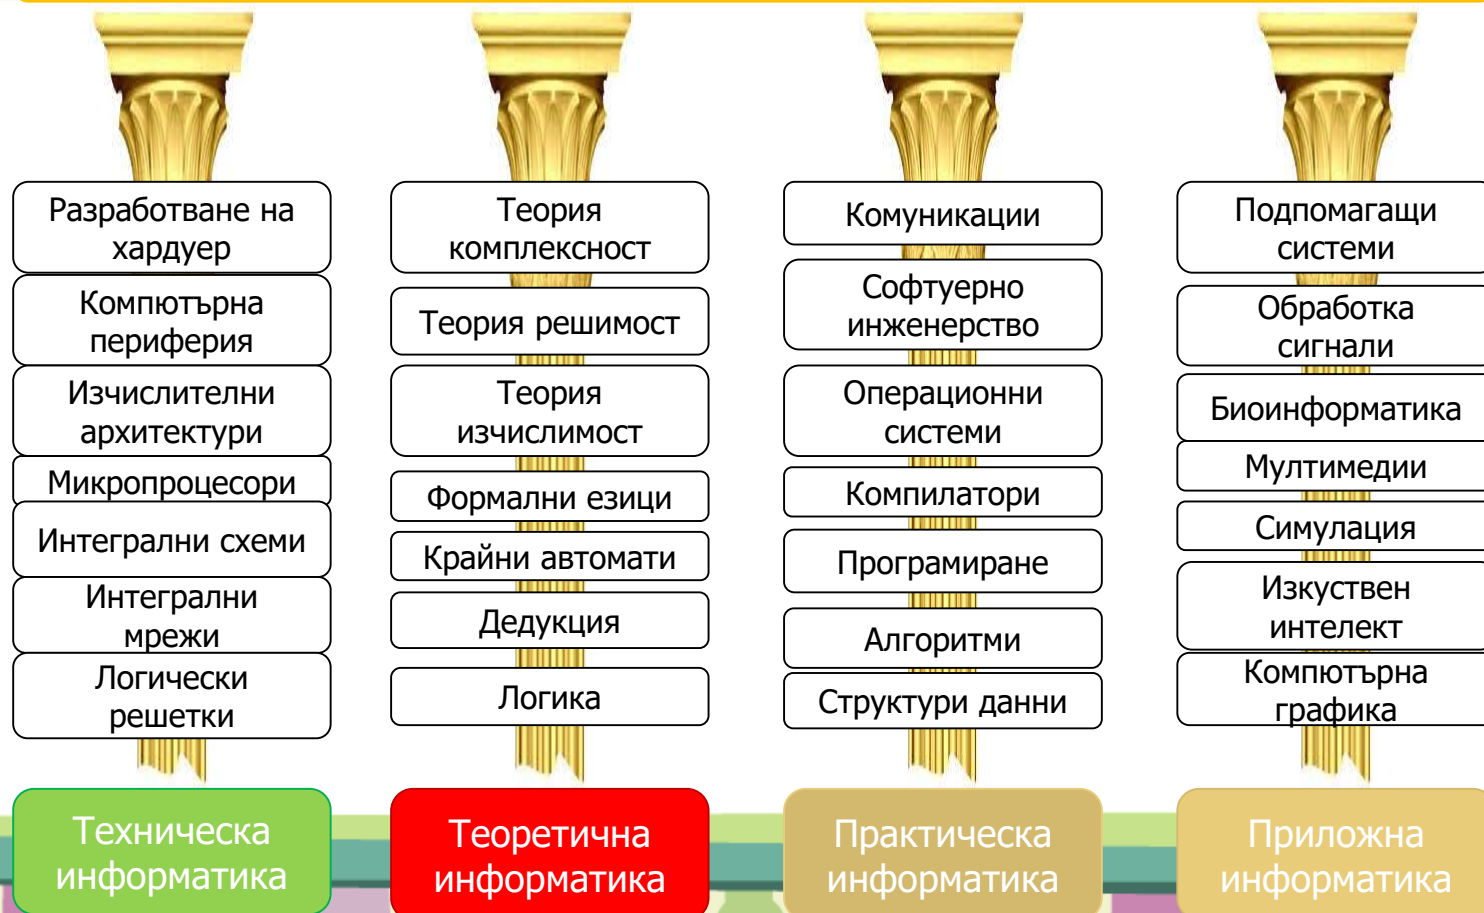 Разработване на
хардуер
Компютърна
периферия
Изчислителни
архитектури
Микропроцесори
Интегрални схеми
Интегрални
мрежи
Логически
решетки
Техническа
информатика
Теория
комплексност
Теория решимост
Теория
изчислимост
Формални езици
Крайни автомати
Дедукция
Логика
Теоретична
информатика
Комуникации
Софтуерно
инженерство
Операционни
системи
Компилатори
Програмиране
Алгоритми
Структури данни
Практическа
информатика
Подпомагащи
системи
Обработка
сигнали
Биоинформатика
Мултимедии
Симулация
Изкуствен
интелект
Компютърна
графика
Приложна
информатика